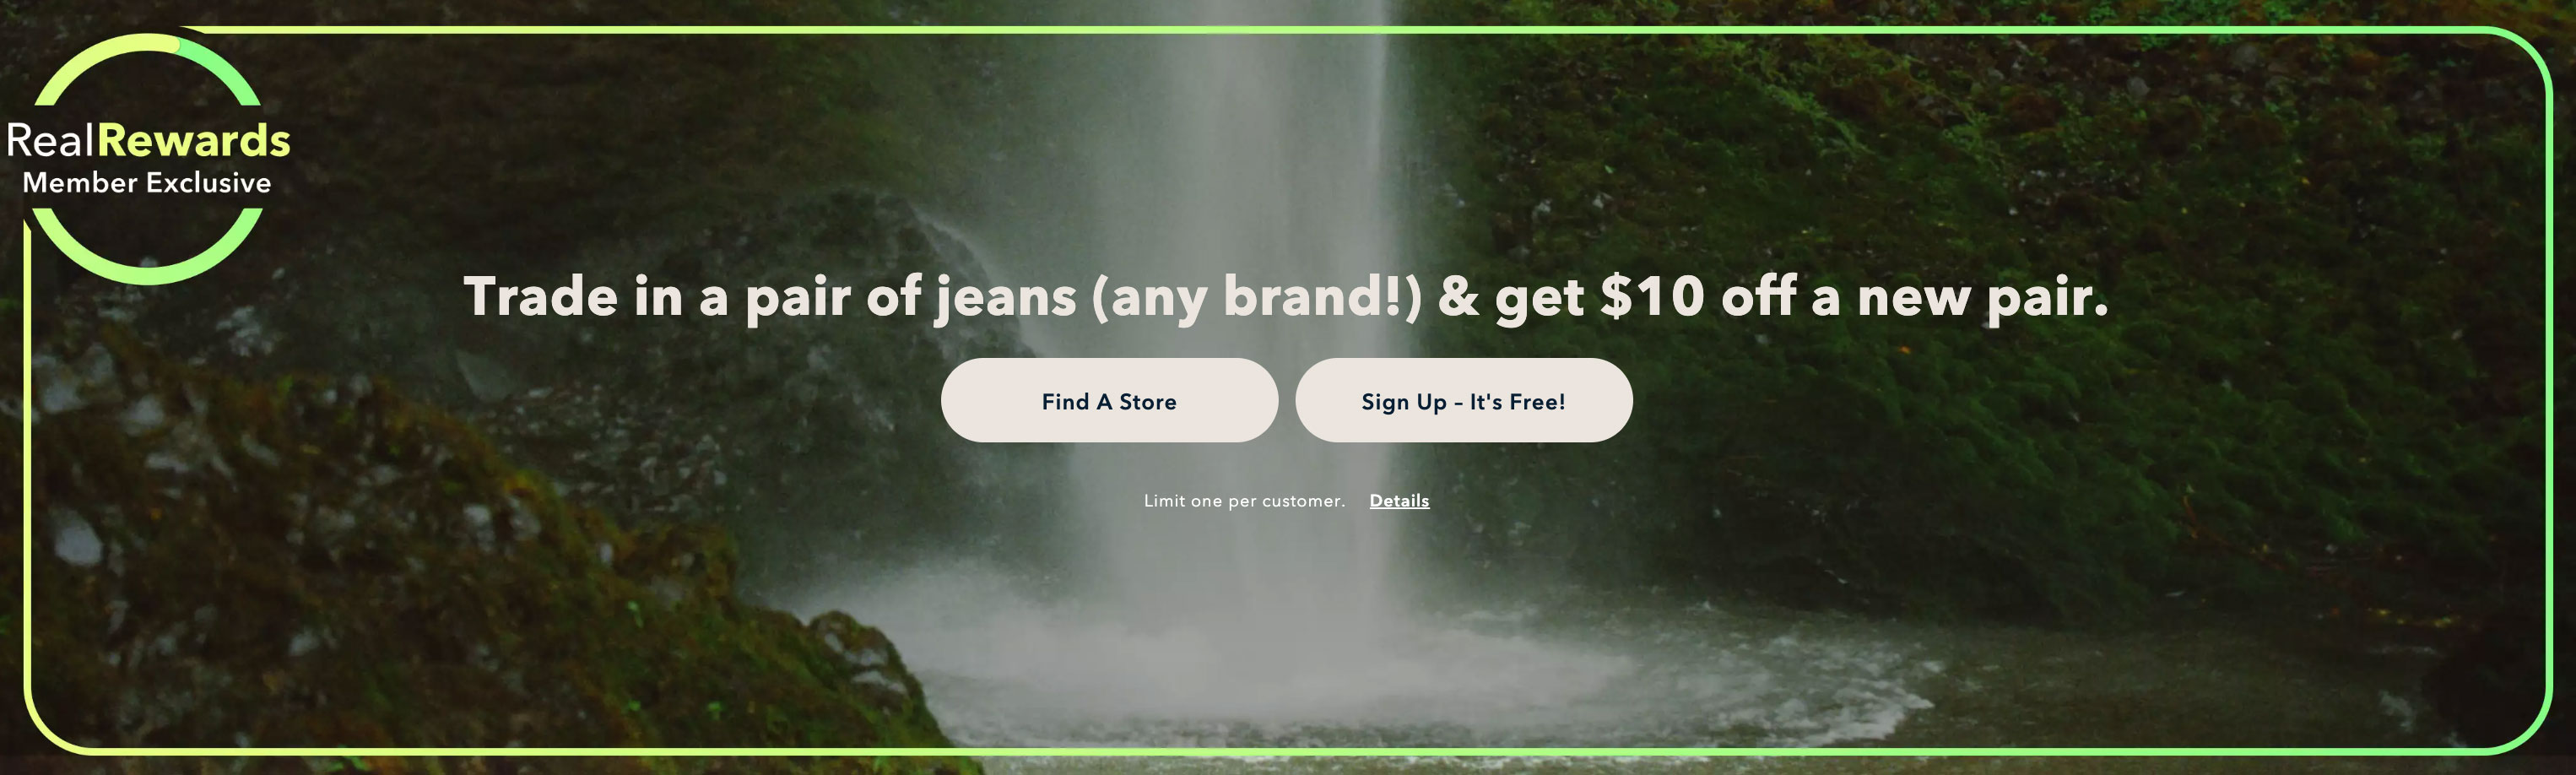 RealRewards
Member Exclusive
Trade in a pair of jeans (any brand!) & get $10 off a new pair.
Find A Store
Sign Up – It's Free!
Limit one per customer. Details